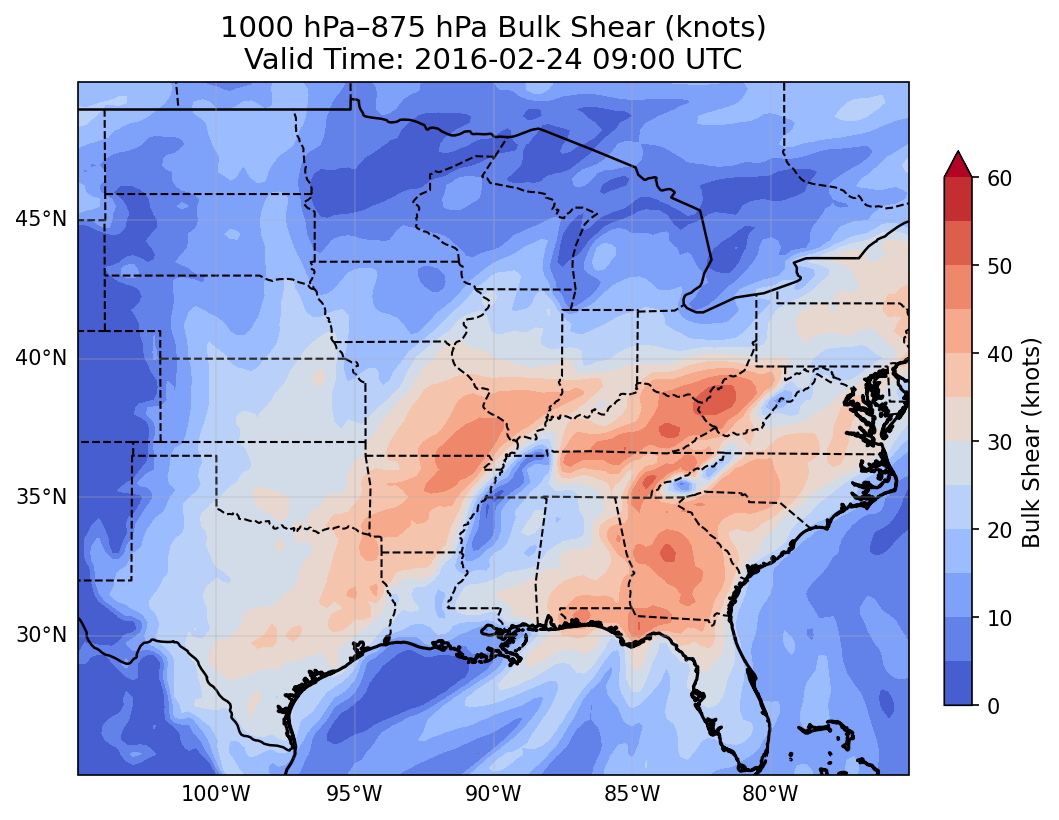 1000 hPa–875 hPa Bulk Shear (knots)
Valid Time: 2016-02-24 09:00 UTC
45°N
40°N
35°N
30°N
100°W
95°W
90°W
85°W
80°W
60
50
40
30
20
10
0
Bulk Shear (knots)